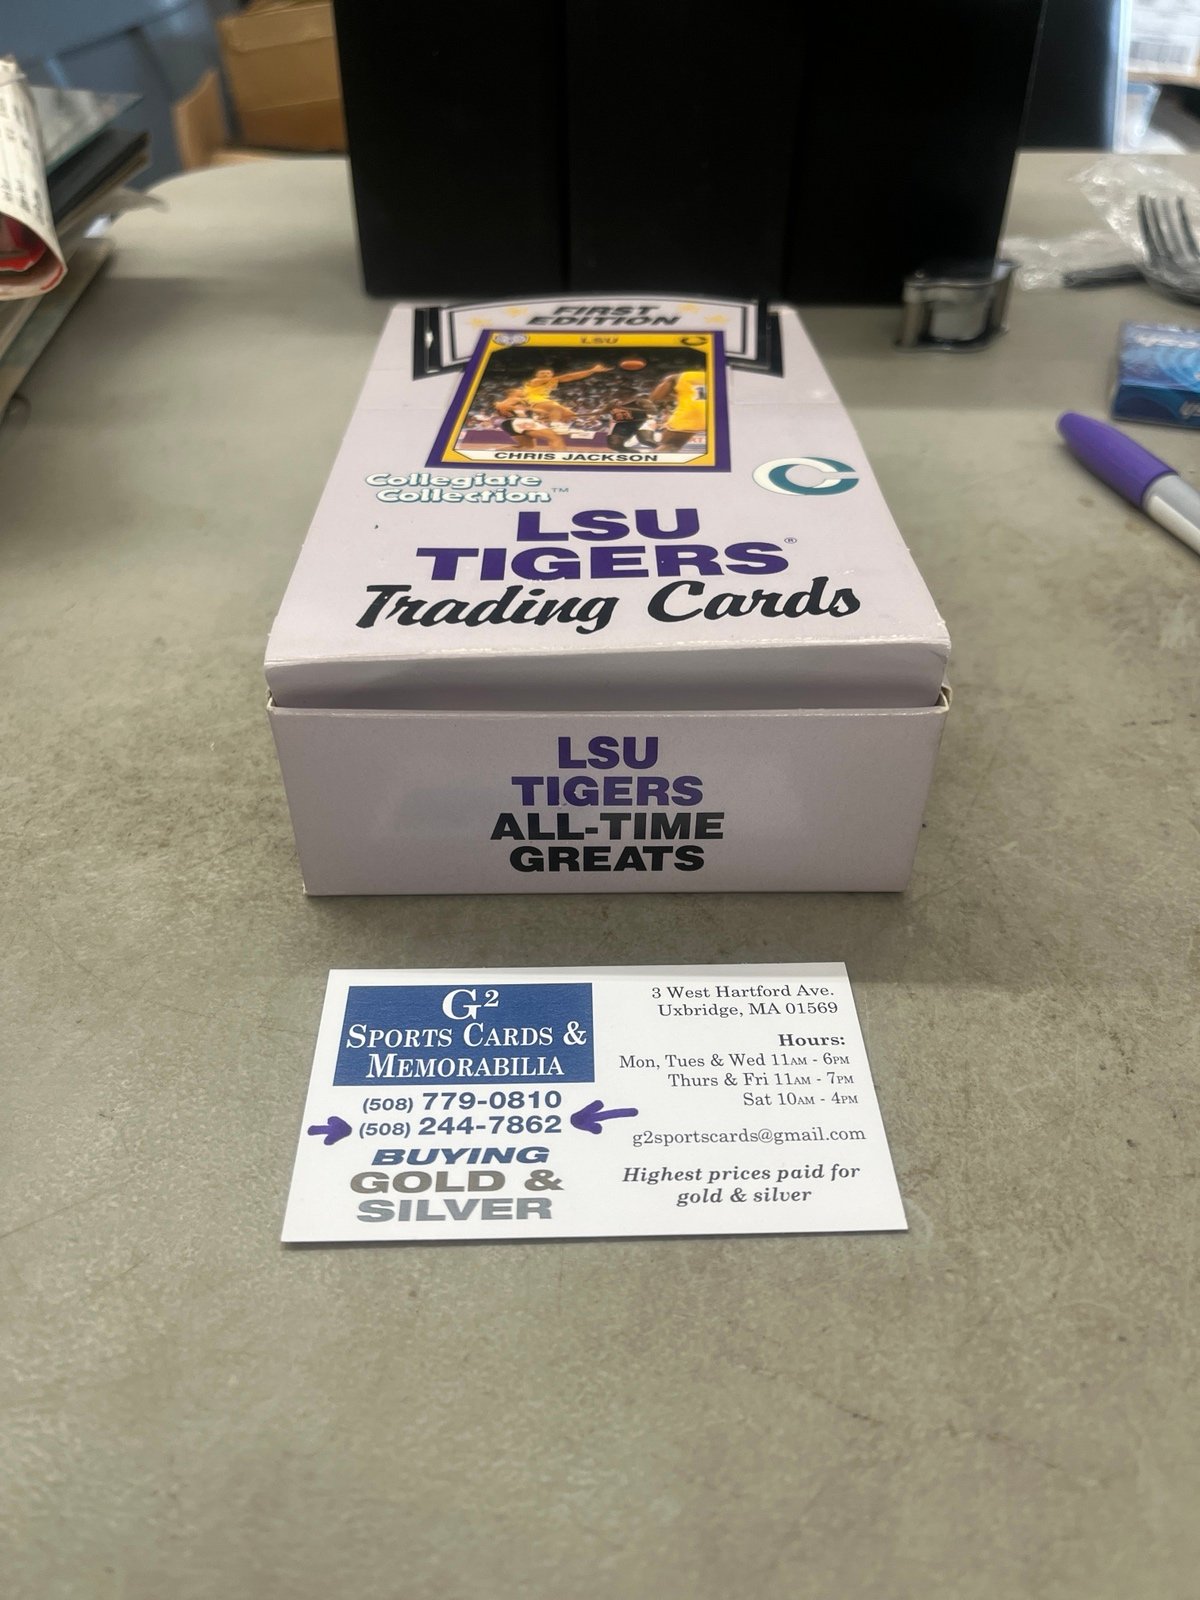 FIRST
EDITION
LSU
CHRIS JACKSON
Collegiate
Collection™
LSU
TIGERS®
Trading Cards
LSU
TIGERS
ALL-TIME
GREATS
G²
SPORTS CARDS &
MEMORABILIA
(508) 779-0810
(508) 244-7862
BUYING
GOLD &
SILVER
3 West Hartford Ave.
Uxbridge, MA 01569
Hours:
Mon, Tues & Wed 11AM - 6PM
Thurs & Fri 11AM - 7PM
Sat 10AM - 4PM
g2sportscards@gmail.com
Highest prices paid for
gold & silver